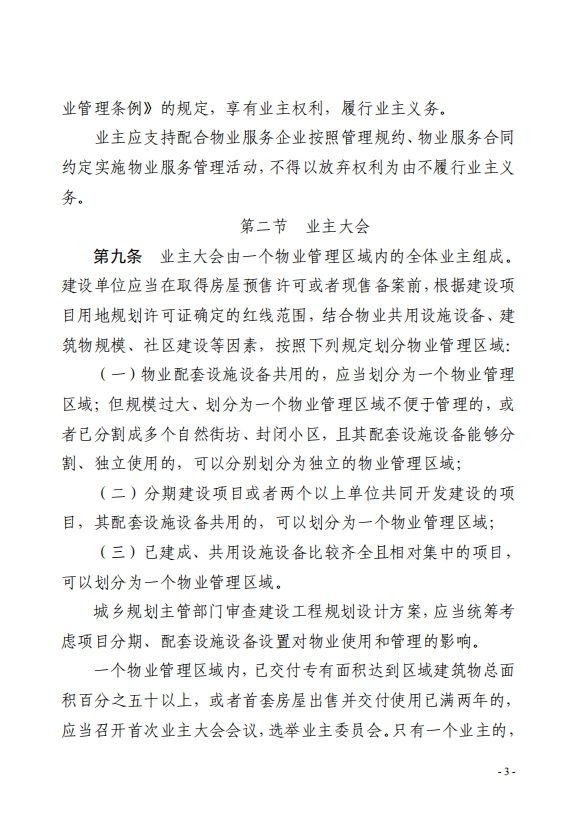 业管理条例》的规定，享有业主权利，履行业主义务。
业主应支持配合物业服务企业按照管理规约、物业服务合同
约定实施物业服务管理活动，不得以放弃权利为由不履行业主义
务。
第二节　业主大会
第九条　业主大会由一个物业管理区域内的全体业主组成。
建设单位应当在取得房屋预售许可或者现售备案前，根据建设项
目用地规划许可证确定的红线范围，结合物业共用设施设备、建
筑物规模、社区建设等因素，按照下列规定划分物业管理区域：
（一）物业配套设施设备共用的，应当划分为一个物业管理
区域；但规模过大、划分为一个物业管理区域不便于管理的，或
者已分割成多个自然街坊、封闭小区，且其配套设施设备能够分
割、独立使用的，可以分别划分为独立的物业管理区域；
（二）分期建设项目或者两个以上单位共同开发建设的项
目，其配套设施设备共用的，可以划分为一个物业管理区域；
（三）已建成、共用设施设备比较齐全且相对集中的项目，
可以划分为一个物业管理区域。
城乡规划主管部门审查建设工程规划设计方案，应当统筹考
虑项目分期、配套设施设备设置对物业使用和管理的影响。
一个物业管理区域内，已交付专有面积达到区域建筑物总面
积百分之五十以上，或者首套房屋出售并交付使用已满两年的，
应当召开首次业主大会会议，选举业主委员会。只有一个业主的，
- 3 -